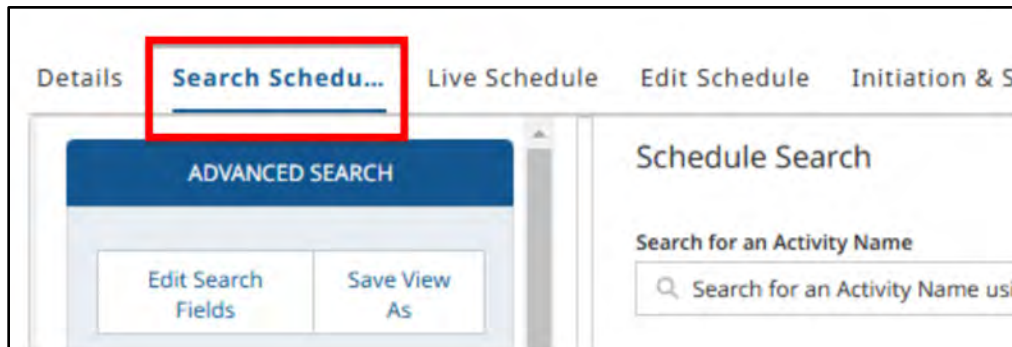 Details Search Schedu... Live Schedule Edit Schedule Initiation & S
ADVANCED SEARCH
Edit Search
Fields
Save View
As
Schedule Search
Search for an Activity Name
Search for an Activity Name usi